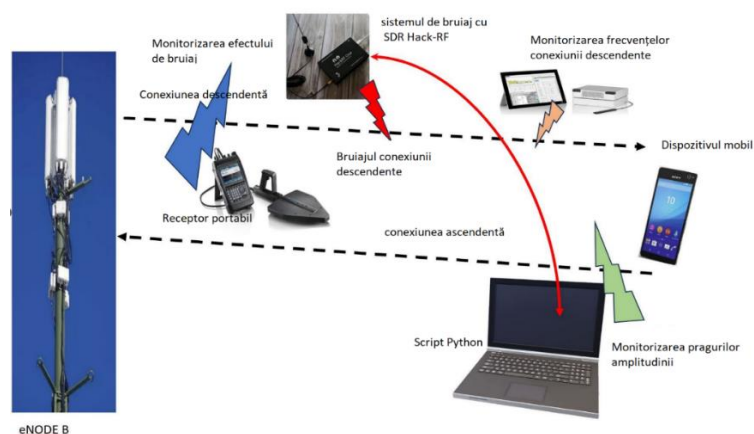 sistemul de bruiaj cu
SDR Hack-RF
Monitorizarea efectului
de bruiaj
Monitorizarea frecvențelor
conexiunii descendente
Conexiunea descendentă
Bruiajul conexiunii
descendente
Dispozitivul mobil
Receptor portabil
conexiunea ascendentă
Script Python
Monitorizarea pragurilor
amplitudinii
eNODE B